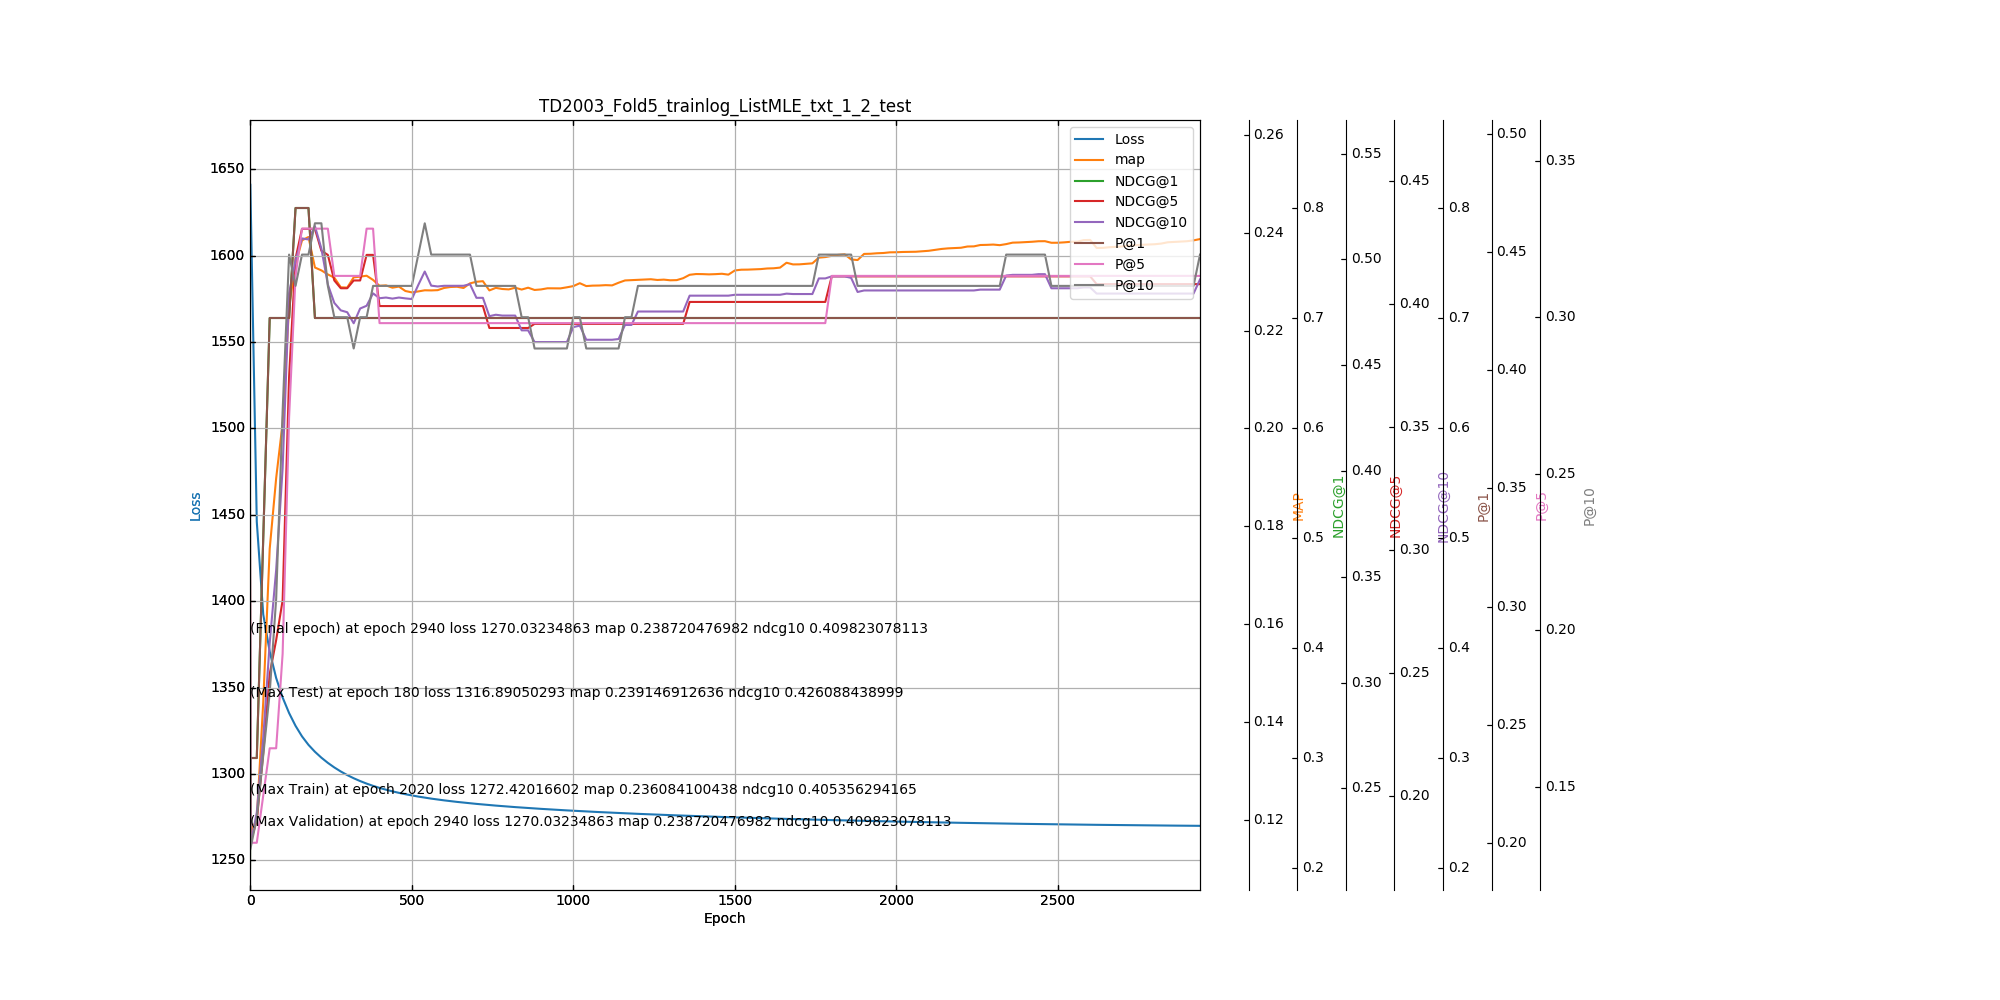 TD2003_Fold5_trainlog_ListMLE_txt_1_2_test
Loss
map
NDCG@1
NDCG@5
NDCG@10
P@1
P@5
P@10
1650
1600
1550
1500
1450
1400
1350
1300
1250
Loss
(Final epoch) at epoch 2940 loss 1270.03234863 map 0.238720476982 ndcg10 0.409823078113
(Max Test) at epoch 180 loss 1316.89050293 map 0.239146912636 ndcg10 0.426088438999
(Max Train) at epoch 2020 loss 1272.42016602 map 0.236084100438 ndcg10 0.405356294165
(Max Validation) at epoch 2940 loss 1270.03234863 map 0.238720476982 ndcg10 0.409823078113
0 500 1000 1500 2000 2500
Epoch
0.26
0.24
0.22
0.20
0.18
0.16
0.14
0.12
MAP
0.8
0.7
0.6
0.5
0.4
0.3
0.2
NDCG@1
0.55
0.50
0.45
0.40
0.35
0.30
0.25
NDCG@5
0.45
0.40
0.35
0.30
0.25
0.20
NDCG@10
0.8
0.7
0.6
0.5
0.4
0.3
0.2
P@1
0.50
0.45
0.40
0.35
0.30
0.25
0.20
P@5
0.35
0.30
0.25
0.20
0.15
P@10